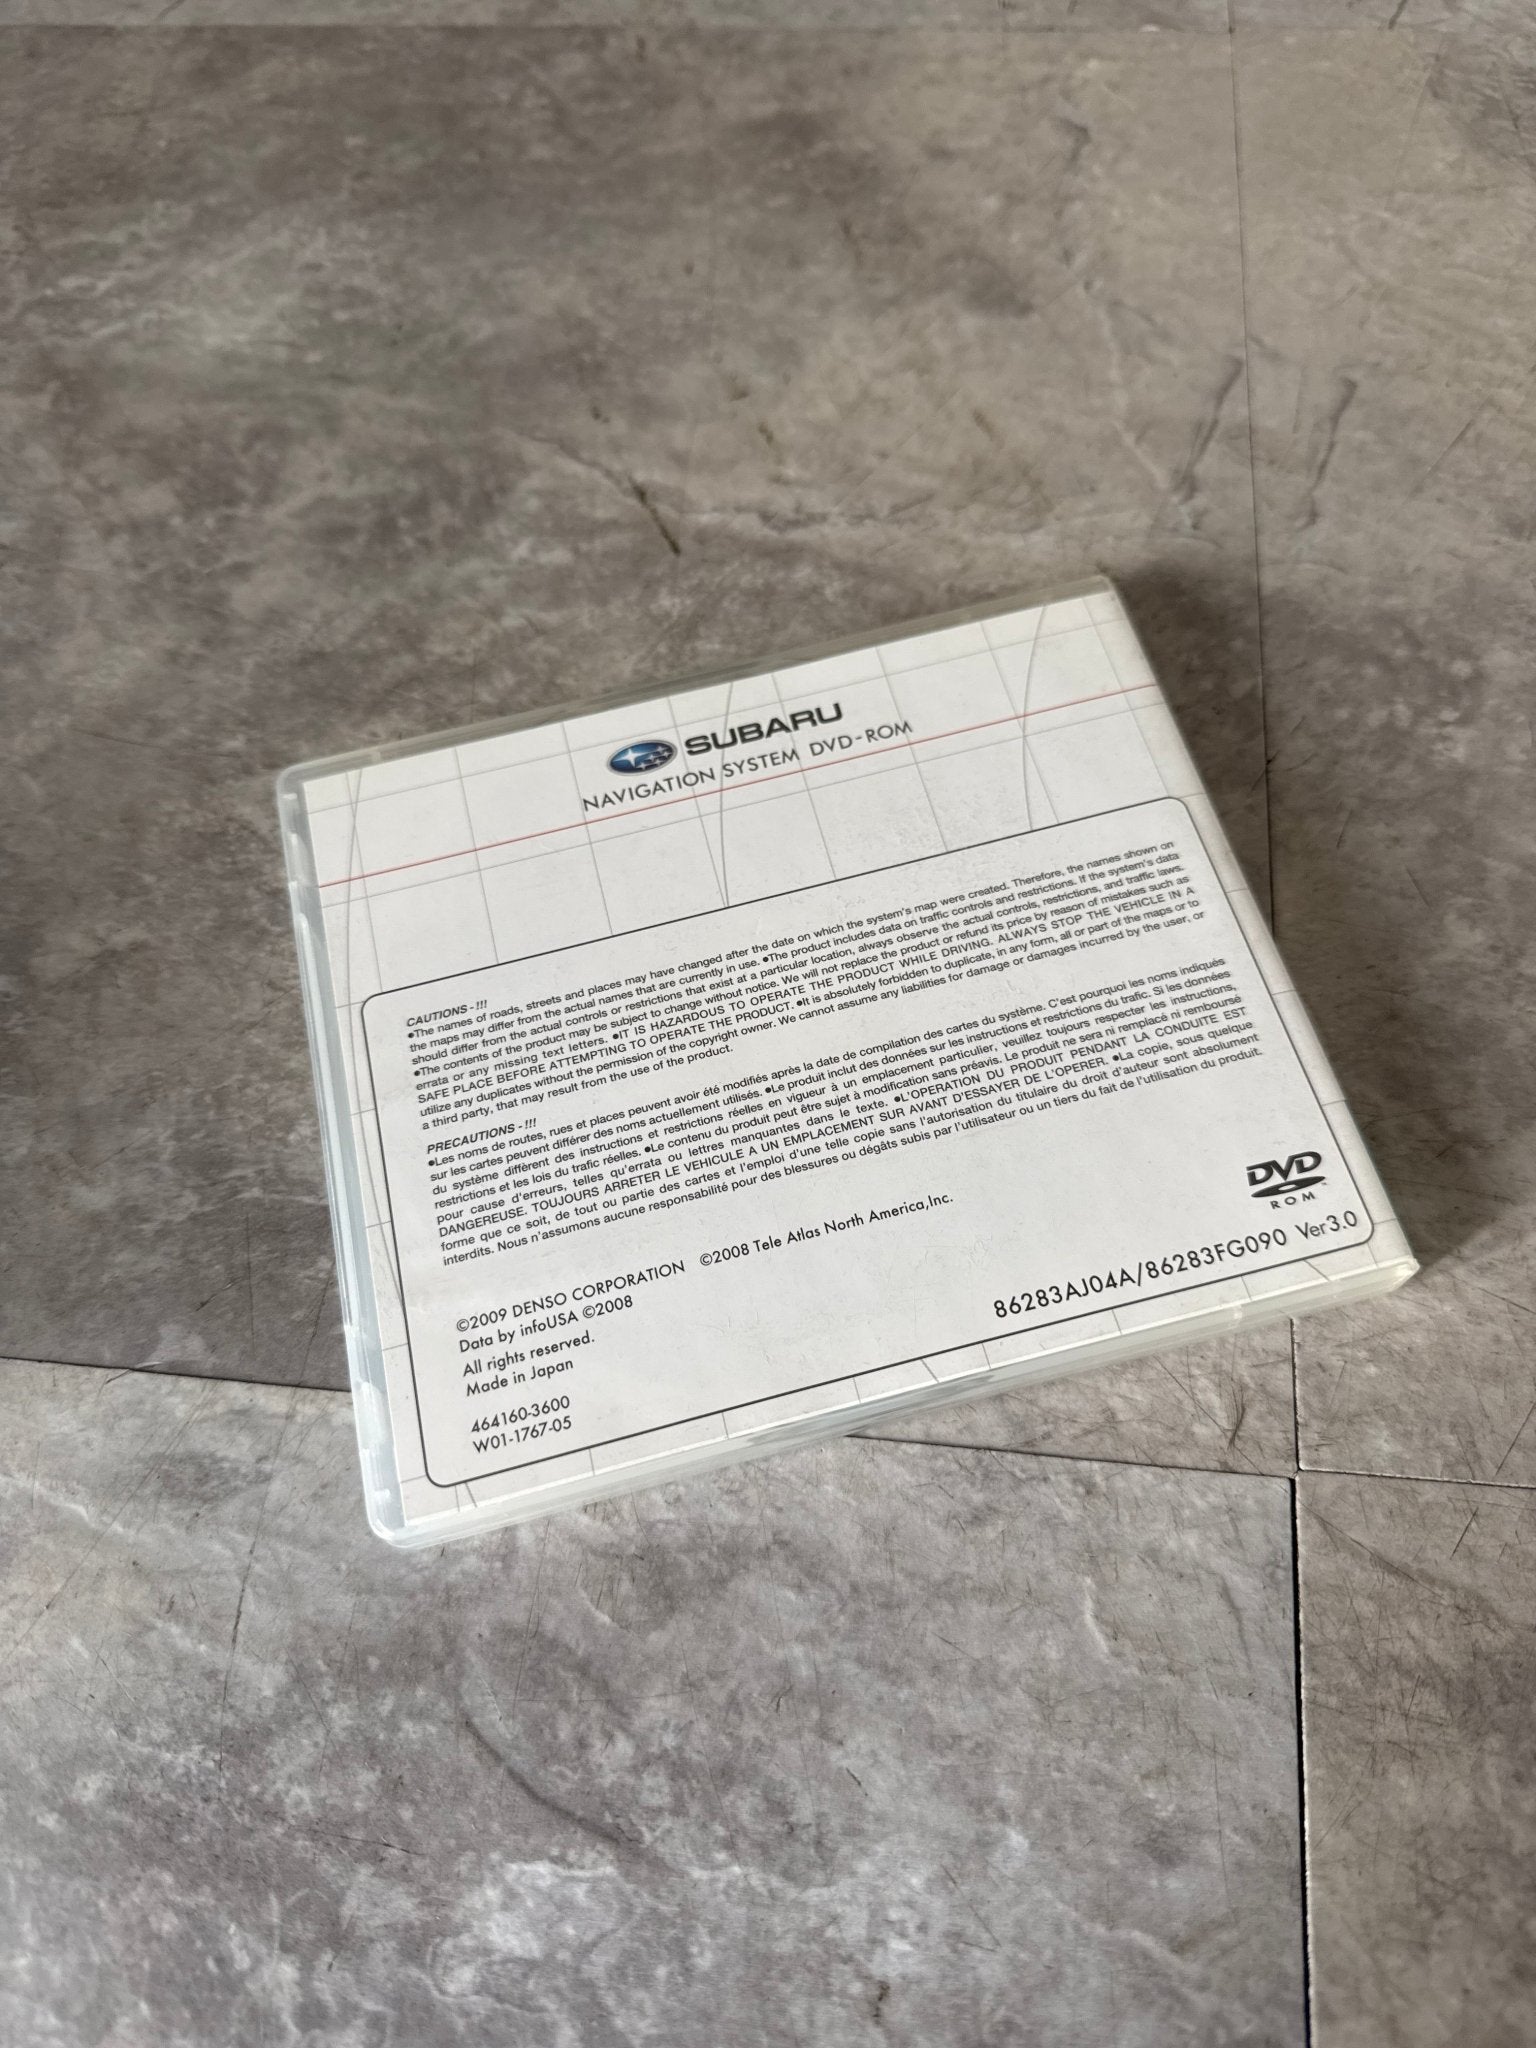 SUBARU
NAVIGATION SYSTEM DVD-ROM
CAUTIONS - !!!
●The names of roads, streets and places may have changed after the date on which the system's map were created. Therefore, the names shown on
the maps may differ from the actual names that are currently in use. ●The product includes data on traffic controls and restrictions. If the system's data
should differ from the actual controls or restrictions that exist at a particular location, always observe the actual controls, restrictions, and traffic laws.
●The contents of the product may be subject to change without notice. We will not replace the product or refund its price by reason of mistakes such as
errata or any missing text letters. ●IT IS HAZARDOUS TO OPERATE THE PRODUCT WHILE DRIVING. ALWAYS STOP THE VEHICLE IN A
SAFE PLACE BEFORE ATTEMPTING TO OPERATE THE PRODUCT. ●It is absolutely forbidden to duplicate, in any form, all or part of the maps or to
utilize any duplicates without the permission of the copyright owner. We cannot assume any liabilities for damage or damages incurred by the user, or
a third party, that may result from the use of the product.
PRECAUTIONS - !!!
●Les noms de routes, rues et places peuvent avoir été modifiés après la date de compilation des cartes du système. C'est pourquoi les noms indiqués
sur les cartes peuvent différer des noms actuellement utilisés. ●Le produit inclut des données sur les instructions et restrictions du trafic. Si les données
du système diffèrent des instructions et restrictions réelles en vigueur à un emplacement particulier, veuillez toujours respecter les instructions,
restrictions et les lois du trafic réelles. ●Le contenu du produit peut être sujet à modification sans préavis. Le produit ne sera ni remplacé ni remboursé
pour cause d'erreurs, telles qu'errata ou lettres manquantes dans le texte. ●L'OPERATION DU PRODUIT PENDANT LA CONDUITE EST
DANGEREUSE. TOUJOURS ARRETER LE VEHICULE A UN EMPLACEMENT SUR AVANT D'ESSAYER DE L'OPERER. ●La copie, sous quelque
forme que ce soit, de tout ou partie des cartes et l'emploi d'une telle copie sans l'autorisation du titulaire du droit d'auteur sont absolument
interdits. Nous n'assumons aucune responsabilité pour des blessures ou dégâts subis par l'utilisateur ou un tiers du fait de l'utilisation du produit.
©2009 DENSO CORPORATION ©2008 Tele Atlas North America,Inc.
Data by infoUSA ©2008
All rights reserved.
Made in Japan
464160-3600
W01-1767-05
DVD
ROM
86283AJ04A/86283FG090 Ver3.0